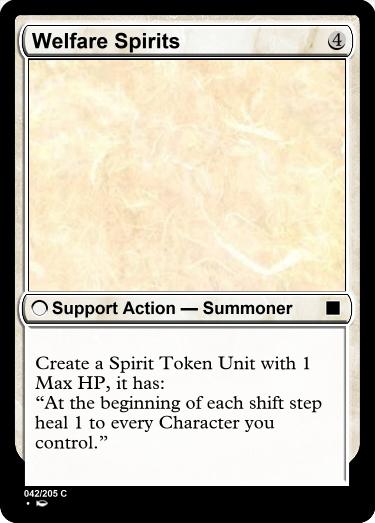 Welfare Spirits 4
Support Action — Summoner
Create a Spirit Token Unit with 1
Max HP, it has:
“At the beginning of each shift step
heal 1 to every Character you
control.”
042/205 C
•